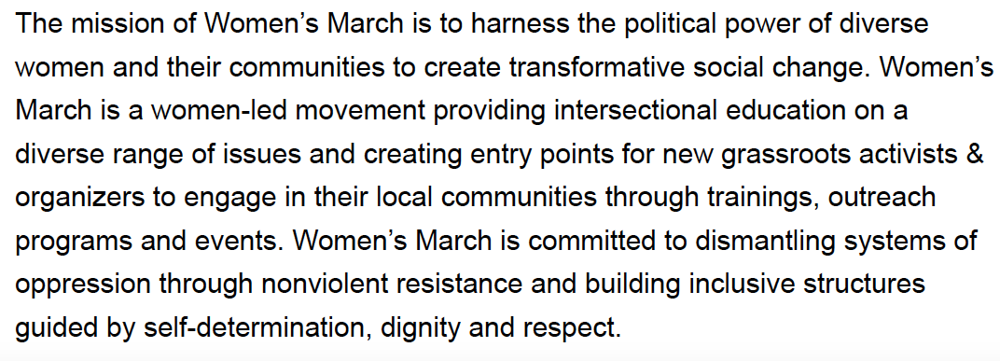 The mission of Women’s March is to harness the political power of diverse
women and their communities to create transformative social change. Women’s
March is a women-led movement providing intersectional education on a
diverse range of issues and creating entry points for new grassroots activists &
organizers to engage in their local communities through trainings, outreach
programs and events. Women’s March is committed to dismantling systems of
oppression through nonviolent resistance and building inclusive structures
guided by self-determination, dignity and respect.